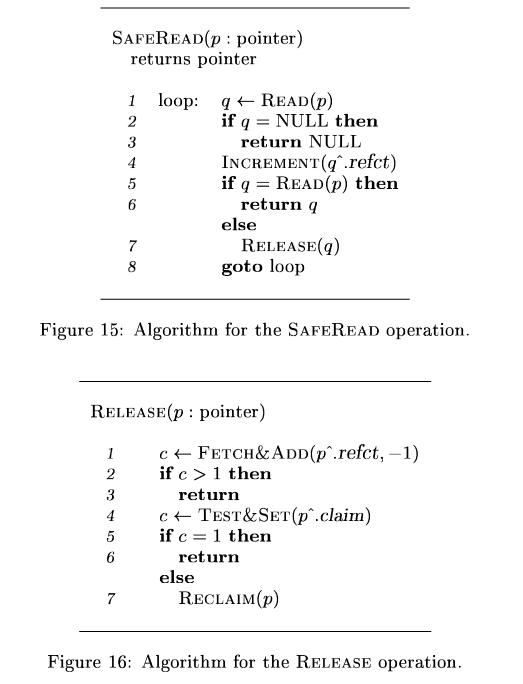 SAFEREAD(p : pointer)
returns pointer
1 loop: q ← READ(p)
2 if q = NULL then
3 return NULL
4 INCREMENT(q^.refct)
5 if q = READ(p) then
6 return q
else
7 RELEASE(q)
8 goto loop
Figure 15: Algorithm for the SAFEREAD operation.
RELEASE(p : pointer)
1 c ← FETCH&ADD(p^.refct, −1)
2 if c > 1 then
3 return
4 c ← TEST&SET(p^.claim)
5 if c = 1 then
6 return
else
7 RECLAIM(p)
Figure 16: Algorithm for the RELEASE operation.